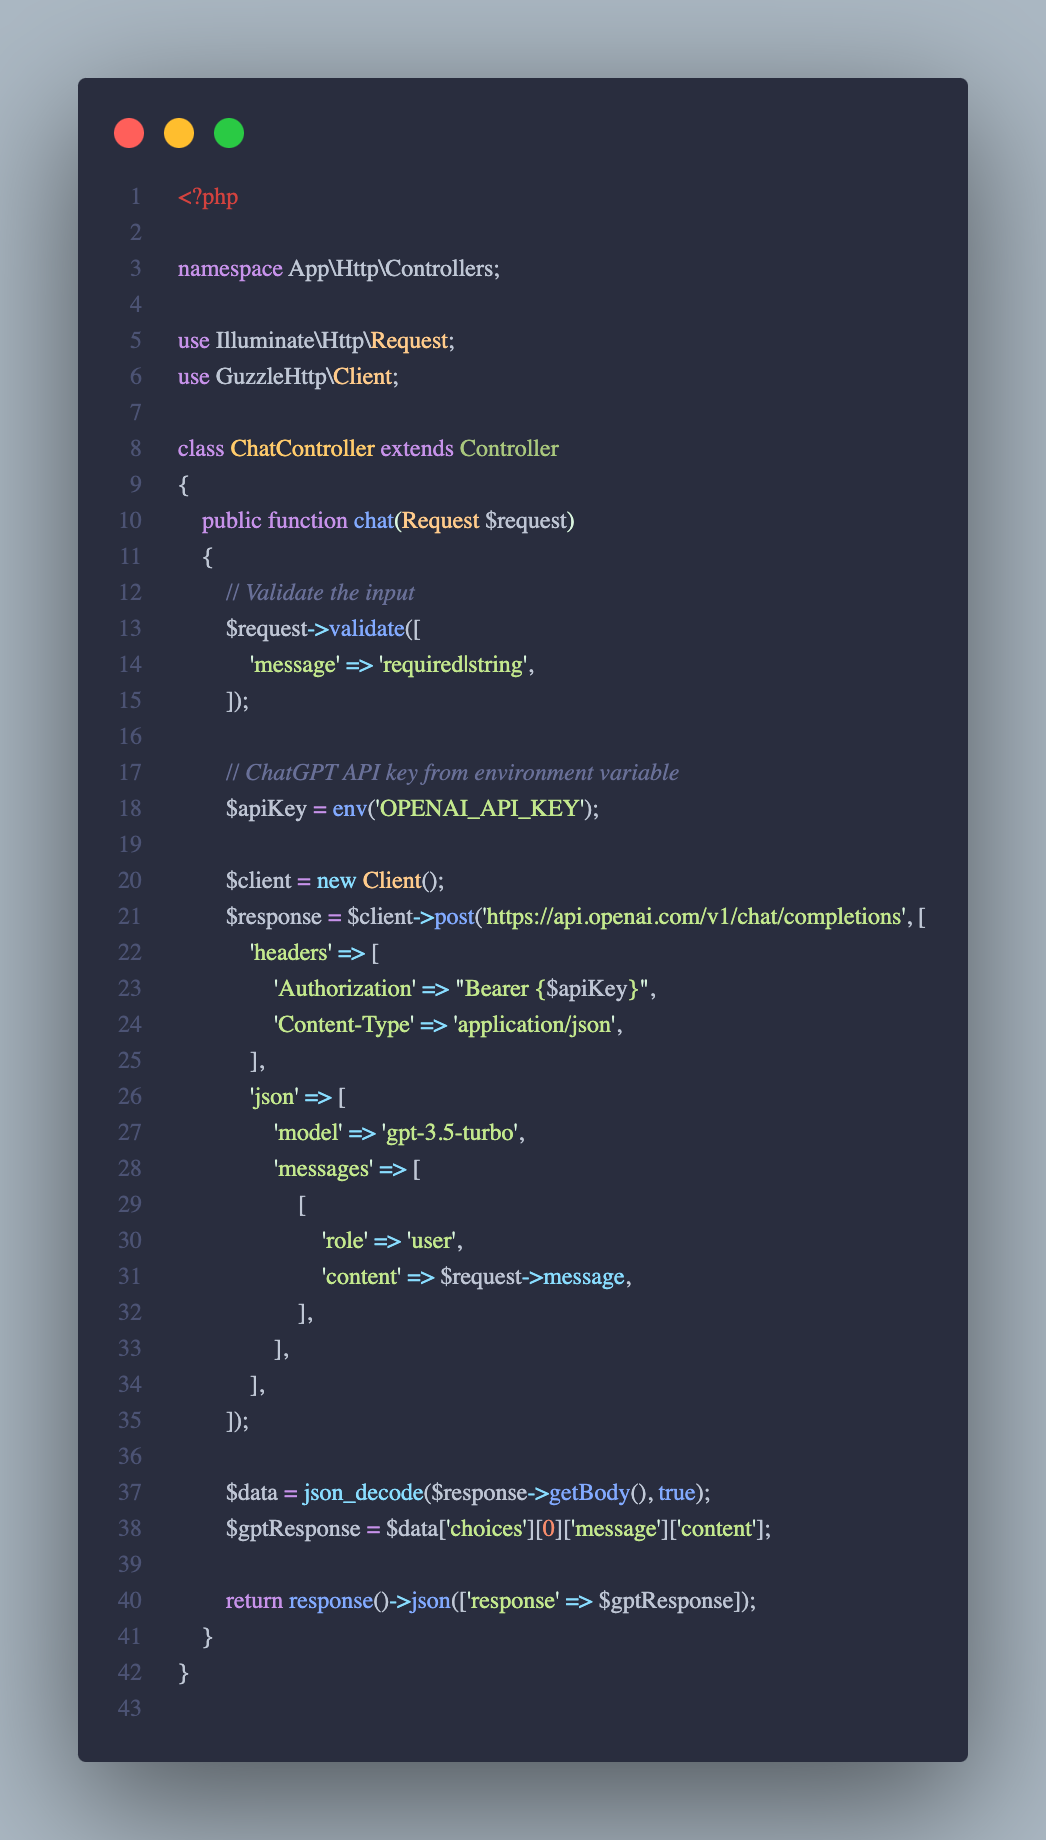 1 <?php
2
3 namespace App\Http\Controllers;
4
5 use Illuminate\Http\Request;
6 use GuzzleHttp\Client;
7
8 class ChatController extends Controller
9 {
10     public function chat(Request $request)
11     {
12         // Validate the input
13         $request->validate([
14             'message' => 'required|string',
15         ]);
16
17         // ChatGPT API key from environment variable
18         $apiKey = env('OPENAI_API_KEY');
19
20         $client = new Client();
21         $response = $client->post('https://api.openai.com/v1/chat/completions', [
22             'headers' => [
23                 'Authorization' => "Bearer {$apiKey}",
24                 'Content-Type' => 'application/json',
25             ],
26             'json' => [
27                 'model' => 'gpt-3.5-turbo',
28                 'messages' => [
29                     [
30                         'role' => 'user',
31                         'content' => $request->message,
32                     ],
33                 ],
34             ],
35         ]);
36
37         $data = json_decode($response->getBody(), true);
38         $gptResponse = $data['choices'][0]['message']['content'];
39
40         return response()->json(['response' => $gptResponse]);
41     }
42 }
43